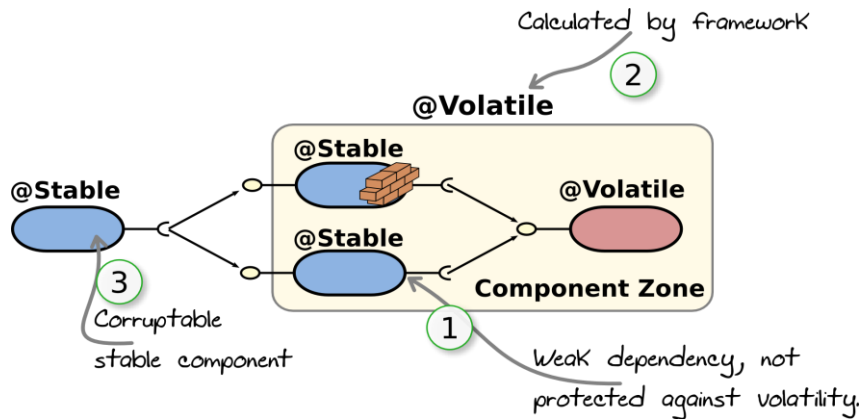 Calculated by framework
2
@Volatile
@Stable
@Stable
@Volatile
@Stable
Component Zone
3
Corruptable
stable component
1
Weak dependency, not
protected against volatility.